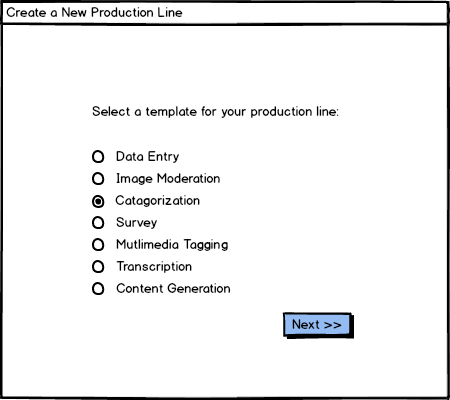 Create a New Production Line
Select a template for your production line:
Data Entry
Image Moderation
Catagorization
Survey
Mutlimedia Tagging
Transcription
Content Generation
Next >>